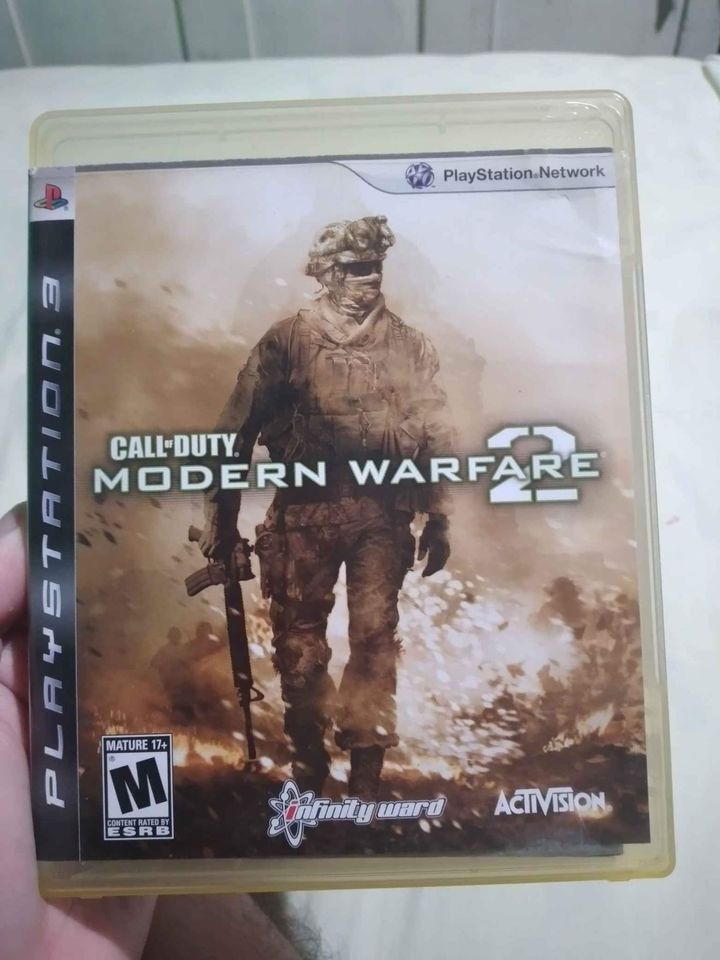 PlayStation®Network
PLAYSTATION®3
CALL OF DUTY®
MODERN WARFARE 2®
MATURE 17+
M®
CONTENT RATED BY
ESRB
infinity ward
ACTIVISION®